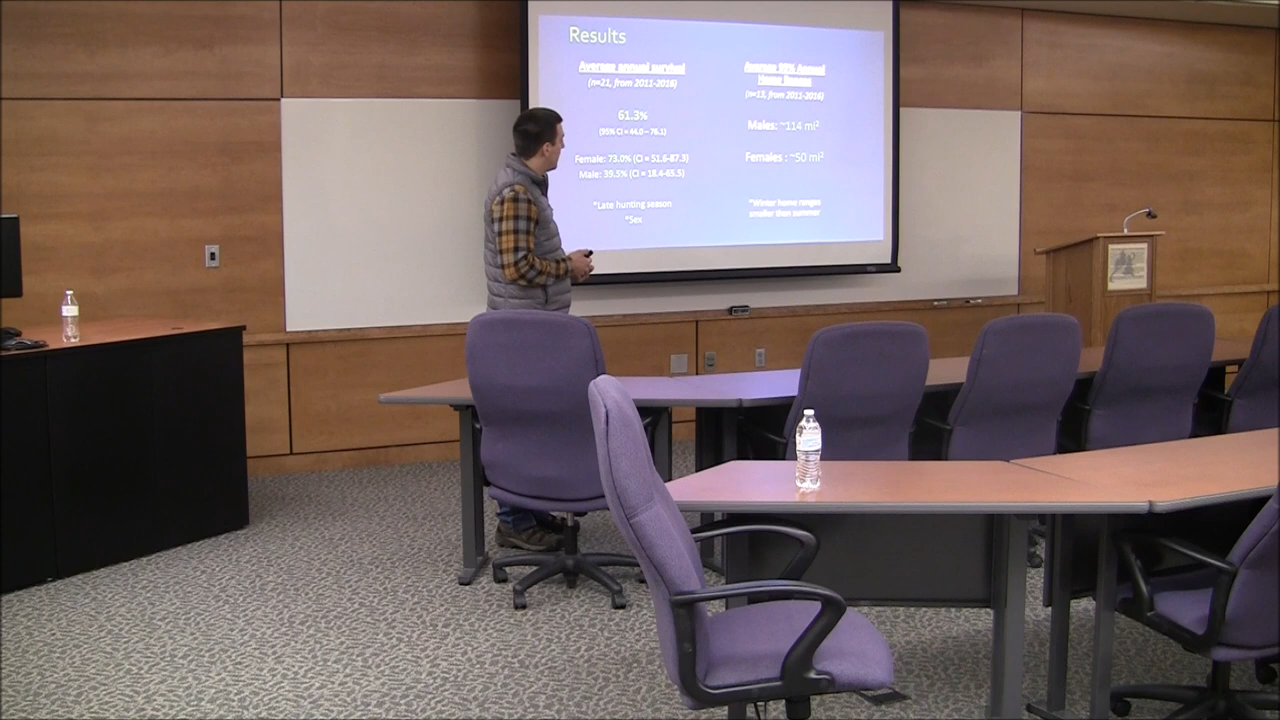 Results
Average annual survival
(n=21, from 2011-2016)
61.3%
(95% CI = 44.0 – 76.1)
Female: 73.0% (CI = 51.6-87.3)
Male: 39.5% (CI = 18.4-65.5)
*Late hunting season
*Sex
Average 95% Annual
Home Ranges
(n=13, from 2011-2016)
Males: ~114 mi²
Females : ~50 mi²
*Winter home ranges
smaller than summer